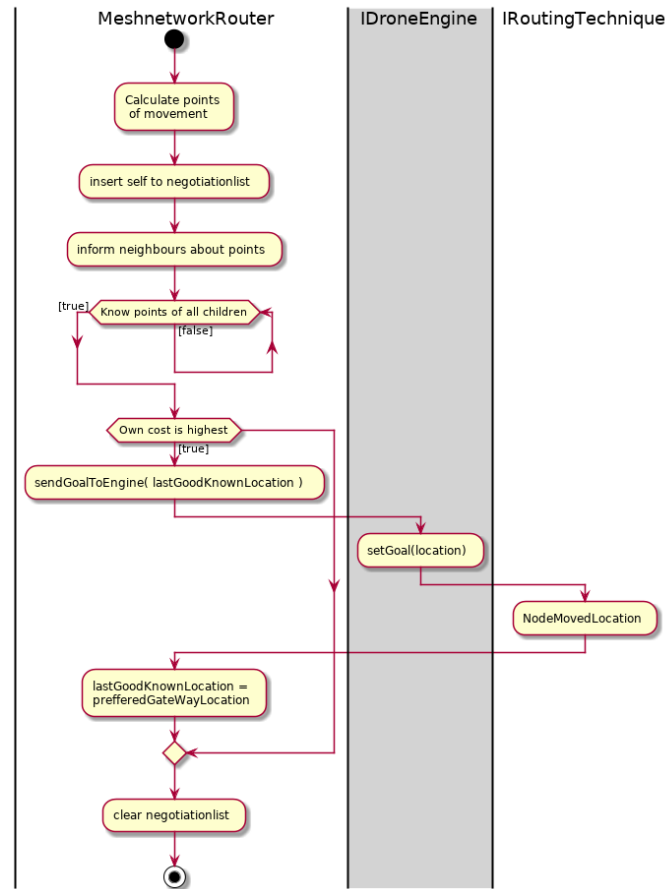 MeshnetworkRouter
IDroneEngine
IRoutingTechnique
Calculate points
of movement
insert self to negotiationlist
inform neighbours about points
[true]
Know points of all children
[false]
Own cost is highest
[true]
sendGoalToEngine( lastGoodKnownLocation )
setGoal(location)
NodeMovedLocation
lastGoodKnownLocation =
prefferedGateWayLocation
clear negotiationlist